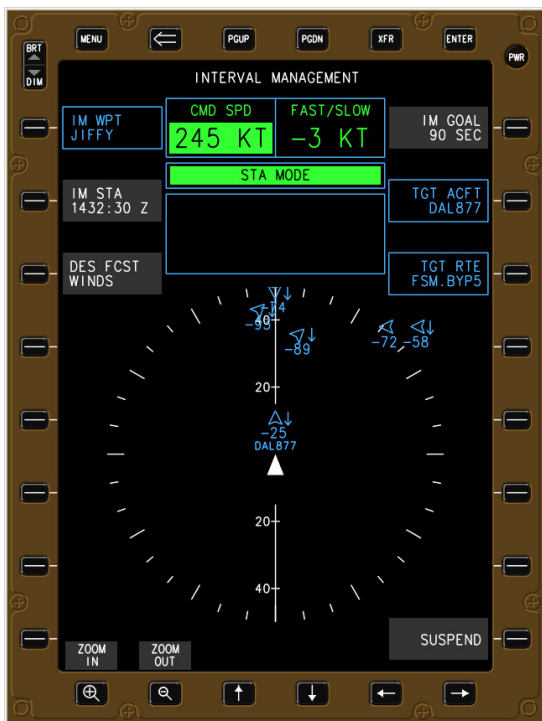 MENU
PGUP
PGDN
XFR
ENTER
BRT
DIM
PWR
INTERVAL MANAGEMENT
IM WPT
JIFFY
CMD SPD
245 KT
FAST/SLOW
-3 KT
IM GOAL
90 SEC
STA MODE
IM STA
1432:30 Z
TGT ACFT
DAL877
DES FCST
WINDS
TGT RTE
FSM.BYP5
40
-89
-72
-58
20
-25
DAL877
20
40
SUSPEND
ZOOM
IN
ZOOM
OUT